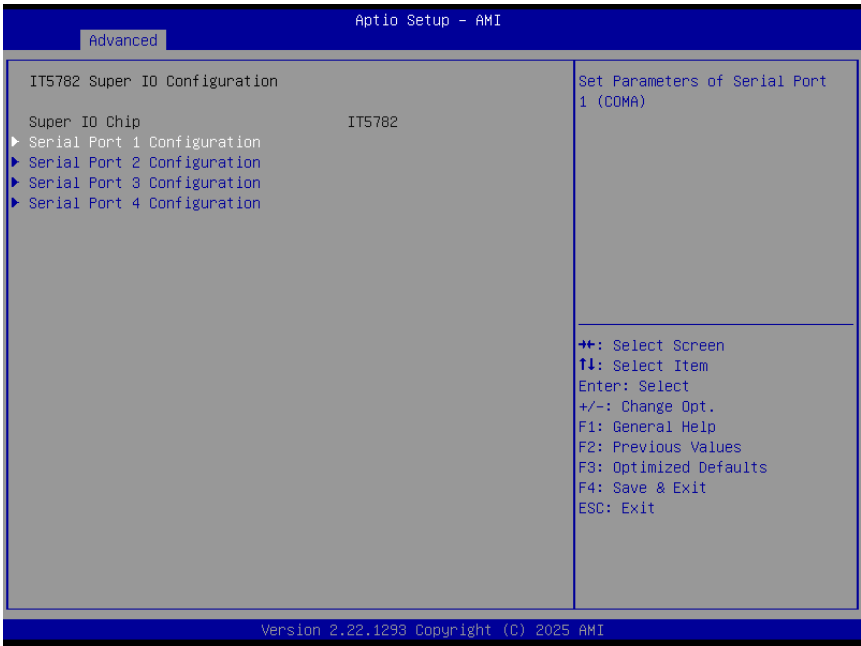 Aptio Setup – AMI
Advanced
IT5782 Super IO Configuration
Super IO Chip IT5782
Serial Port 1 Configuration
Serial Port 2 Configuration
Serial Port 3 Configuration
Serial Port 4 Configuration
Set Parameters of Serial Port
1 (COMA)
→←: Select Screen
↑↓: Select Item
Enter: Select
+/-: Change Opt.
F1: General Help
F2: Previous Values
F3: Optimized Defaults
F4: Save & Exit
ESC: Exit
Version 2.22.1293 Copyright (C) 2025 AMI